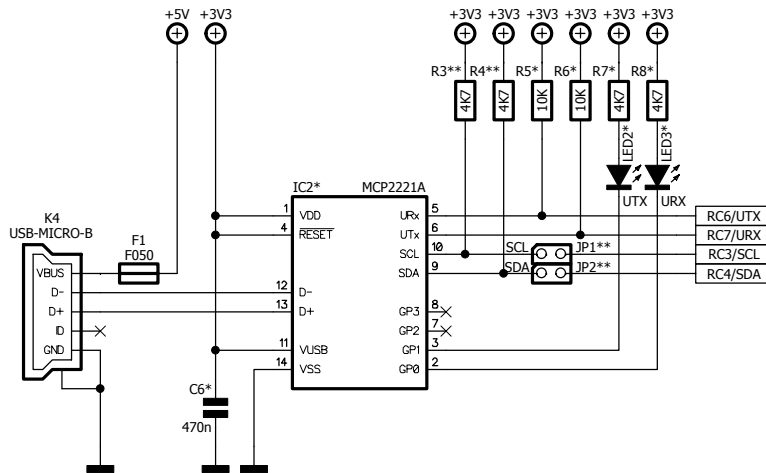 +5V +3V3 +3V3 +3V3 +3V3 +3V3 +3V3 +3V3
R3** R4** R5* R6* R7* R8*
4K7 4K7 10K 10K 4K7 4K7
LED2* LED3*
UTX URX
IC2* MCP2221A
K4
USB-MICRO-B
F1
F050
VBUS
D-
D+
ID
GND
1 VDD
4 RESET
12 D-
13 D+
11 VUSB
14 VSS
URx 5
UTx 6
SCL 10
SDA 9
GP3 8
GP2 7
GP1 3
GP0 2
SCL JP1**
SDA JP2**
RC6/UTX
RC7/URX
RC3/SCL
RC4/SDA
C6*
470n